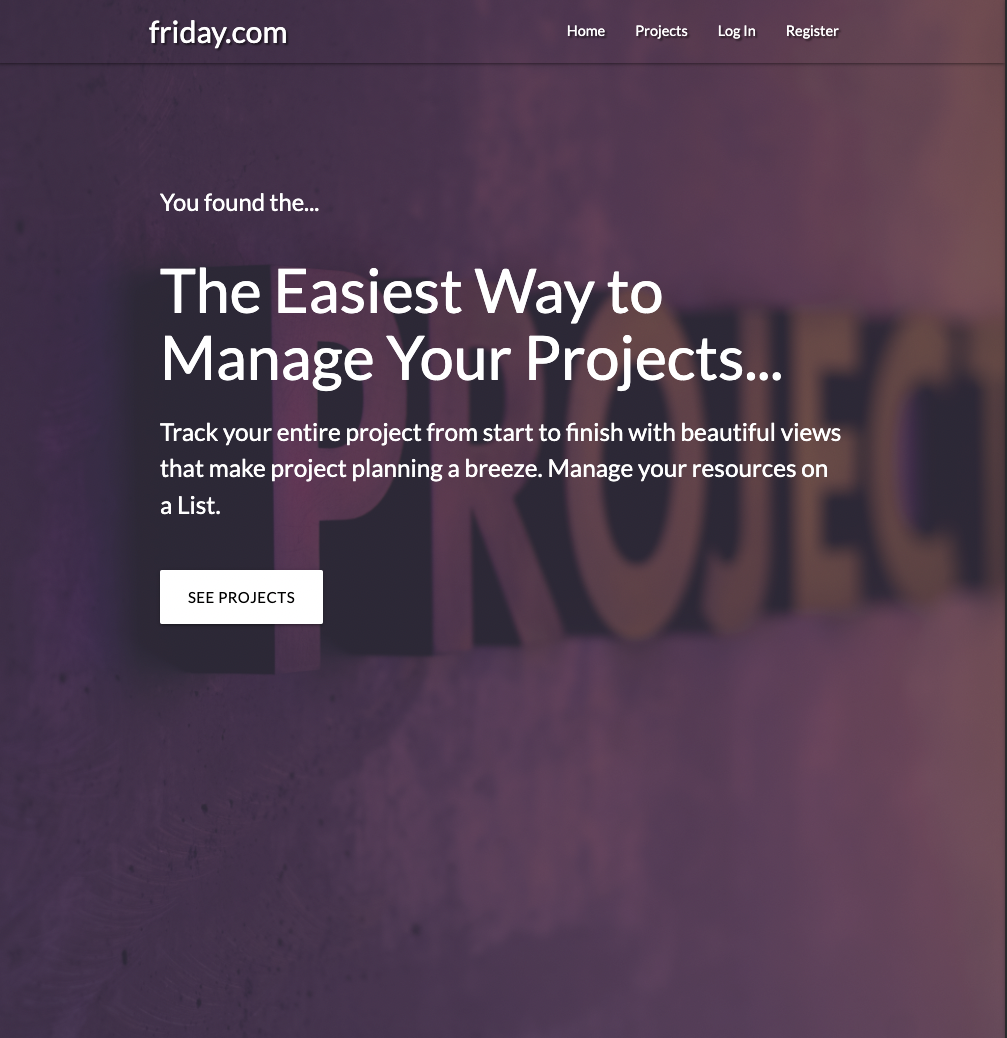 friday.com
Home Projects Log In Register
You found the...
The Easiest Way to
Manage Your Projects...
Track your entire project from start to finish with beautiful views
that make project planning a breeze. Manage your resources on
a List.
SEE PROJECTS
PROJECT